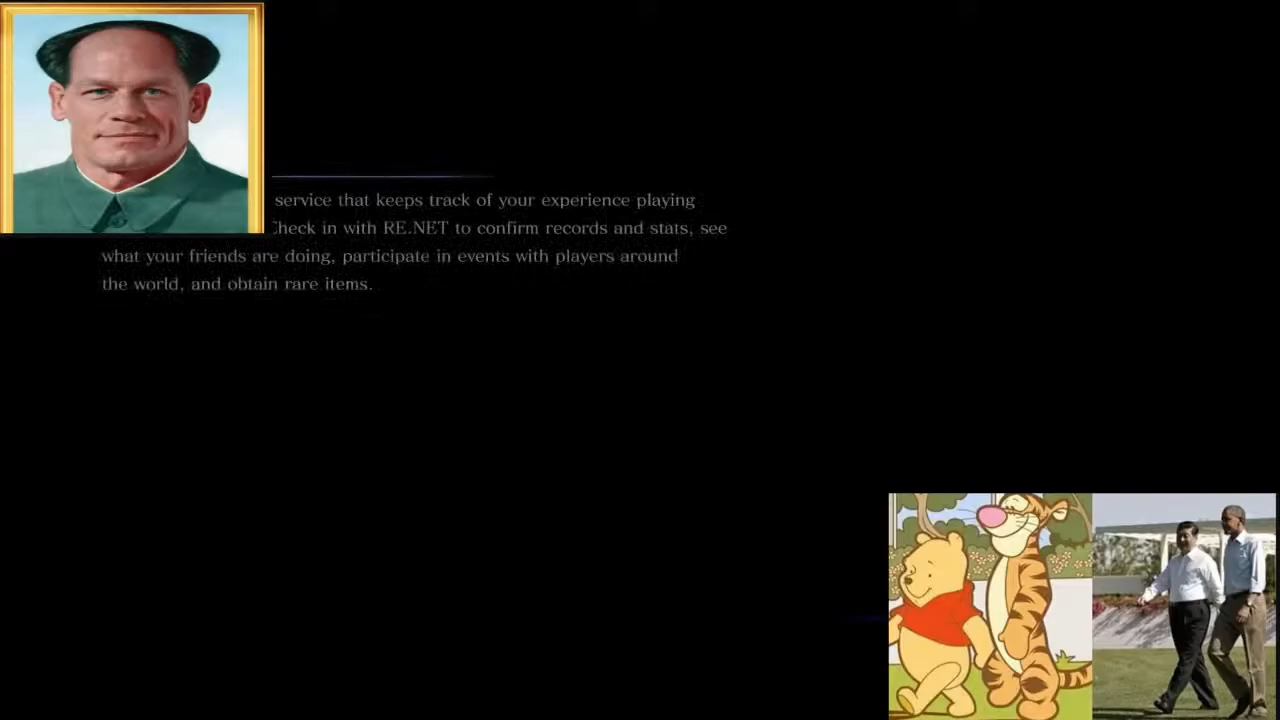 service that keeps track of your experience playing
Check in with RE.NET to confirm records and stats, see
what your friends are doing, participate in events with players around
the world, and obtain rare items.